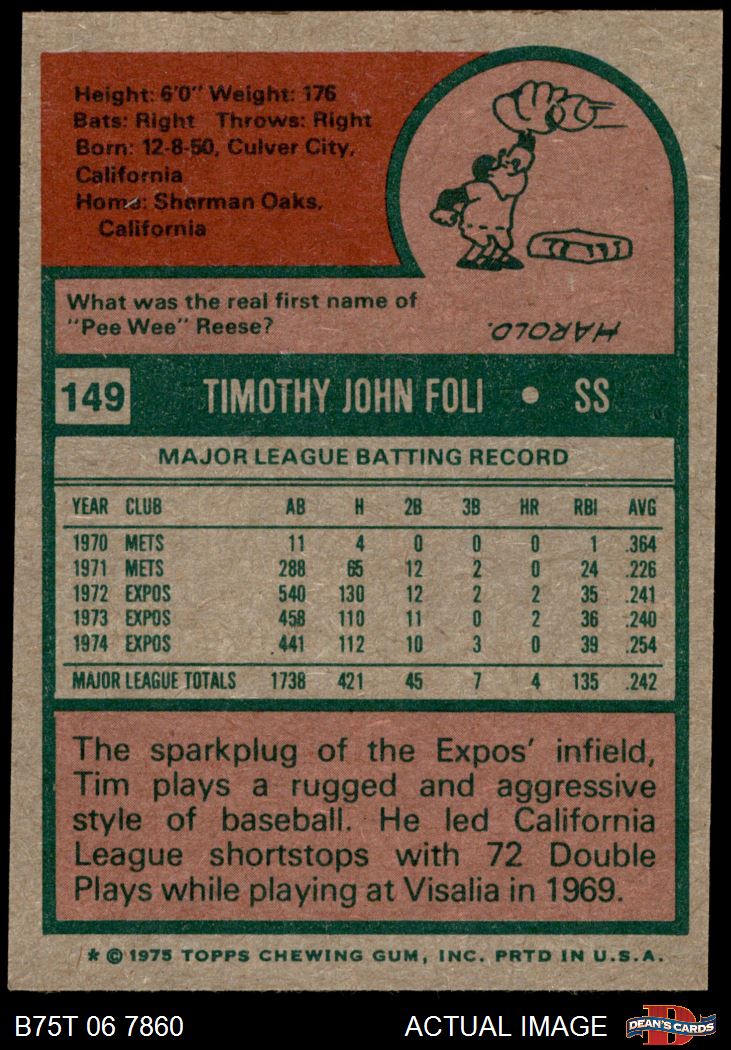 Height: 6'0" Weight: 176
Bats: Right Throws: Right
Born: 12-8-50, Culver City,
California
Home: Sherman Oaks,
California
What was the real first name of
"Pee Wee" Reese?
HAROLD.
149 TIMOTHY JOHN FOLI • SS
MAJOR LEAGUE BATTING RECORD
YEAR CLUB AB H 2B 3B HR RBI AVG
1970 METS 11 4 0 0 0 1 .364
1971 METS 288 65 12 2 0 24 .226
1972 EXPOS 540 130 12 2 2 35 .241
1973 EXPOS 458 110 11 0 2 36 .240
1974 EXPOS 441 112 10 3 0 39 .254
MAJOR LEAGUE TOTALS 1738 421 45 7 4 135 .242
The sparkplug of the Expos' infield,
Tim plays a rugged and aggressive
style of baseball. He led California
League shortstops with 72 Double
Plays while playing at Visalia in 1969.
* © 1975 TOPPS CHEWING GUM, INC. PRTD IN U.S.A.
B75T 06 7860 ACTUAL IMAGE D DEAN'S CARDS